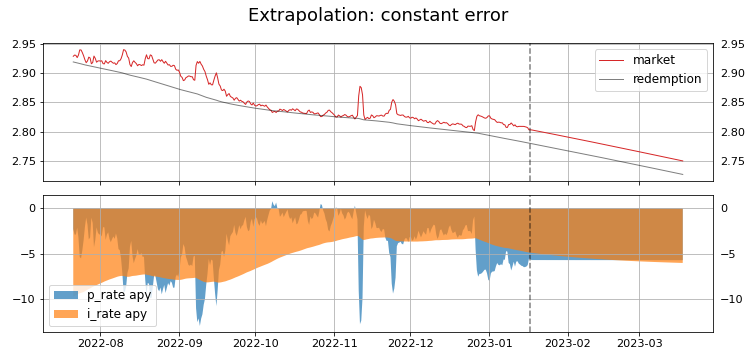 Extrapolation: constant error
2.95 2.95
2.90 2.90
2.85 2.85
2.80 2.80
2.75 2.75
market
redemption
0 0
−5 −5
−10 −10
p_rate apy
i_rate apy
2022-08 2022-09 2022-10 2022-11 2022-12 2023-01 2023-02 2023-03